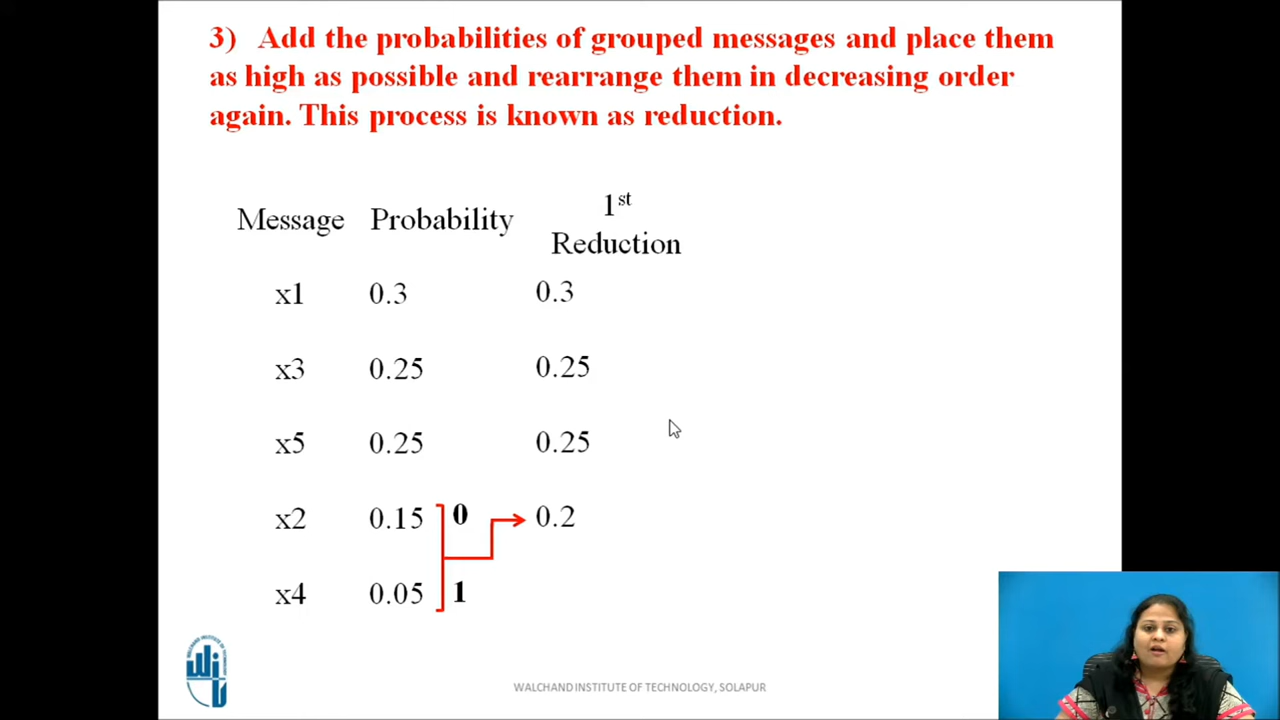 3) Add the probabilities of grouped messages and place them
as high as possible and rearrange them in decreasing order
again. This process is known as reduction.
Message Probability 1st
Reduction
x1 0.3 0.3
x3 0.25 0.25
x5 0.25 0.25
x2 0.15 0 0.2
x4 0.05 1
WALCHAND INSTITUTE OF TECHNOLOGY, SOLAPUR